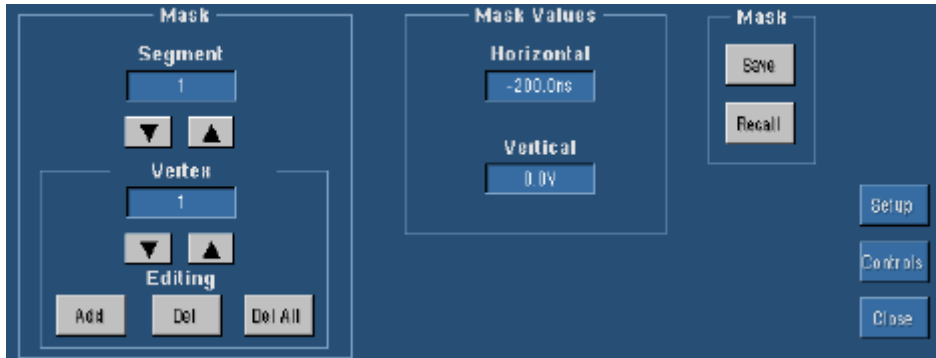 Mask
Segment
1
Vertex
1
Editing
Add
Del
Del All
Mask Values
Horizontal
-200.0ns
Vertical
0.0V
Mask
Save
Recall
Setup
Controls
Close